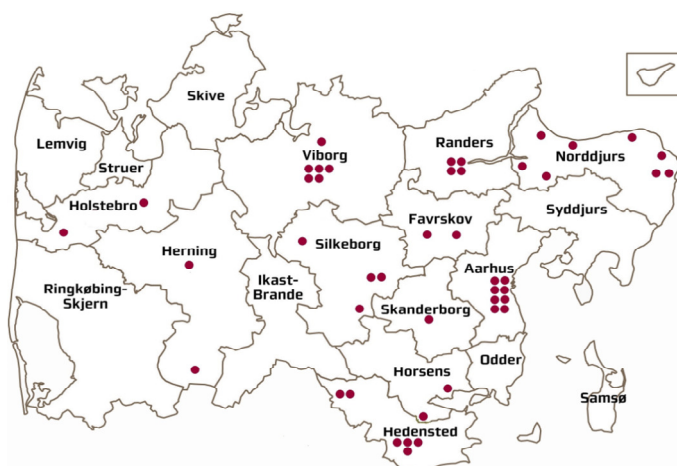 Skive
Lemvig
Struer
Viborg
Randers
Norddjurs
Holstebro
Favrskov
Syddjurs
Herning
Silkeborg
Aarhus
Ringkøbing-
Skjern
Ikast-
Brande
Skanderborg
Horsens
Odder
Samsø
Hedensted